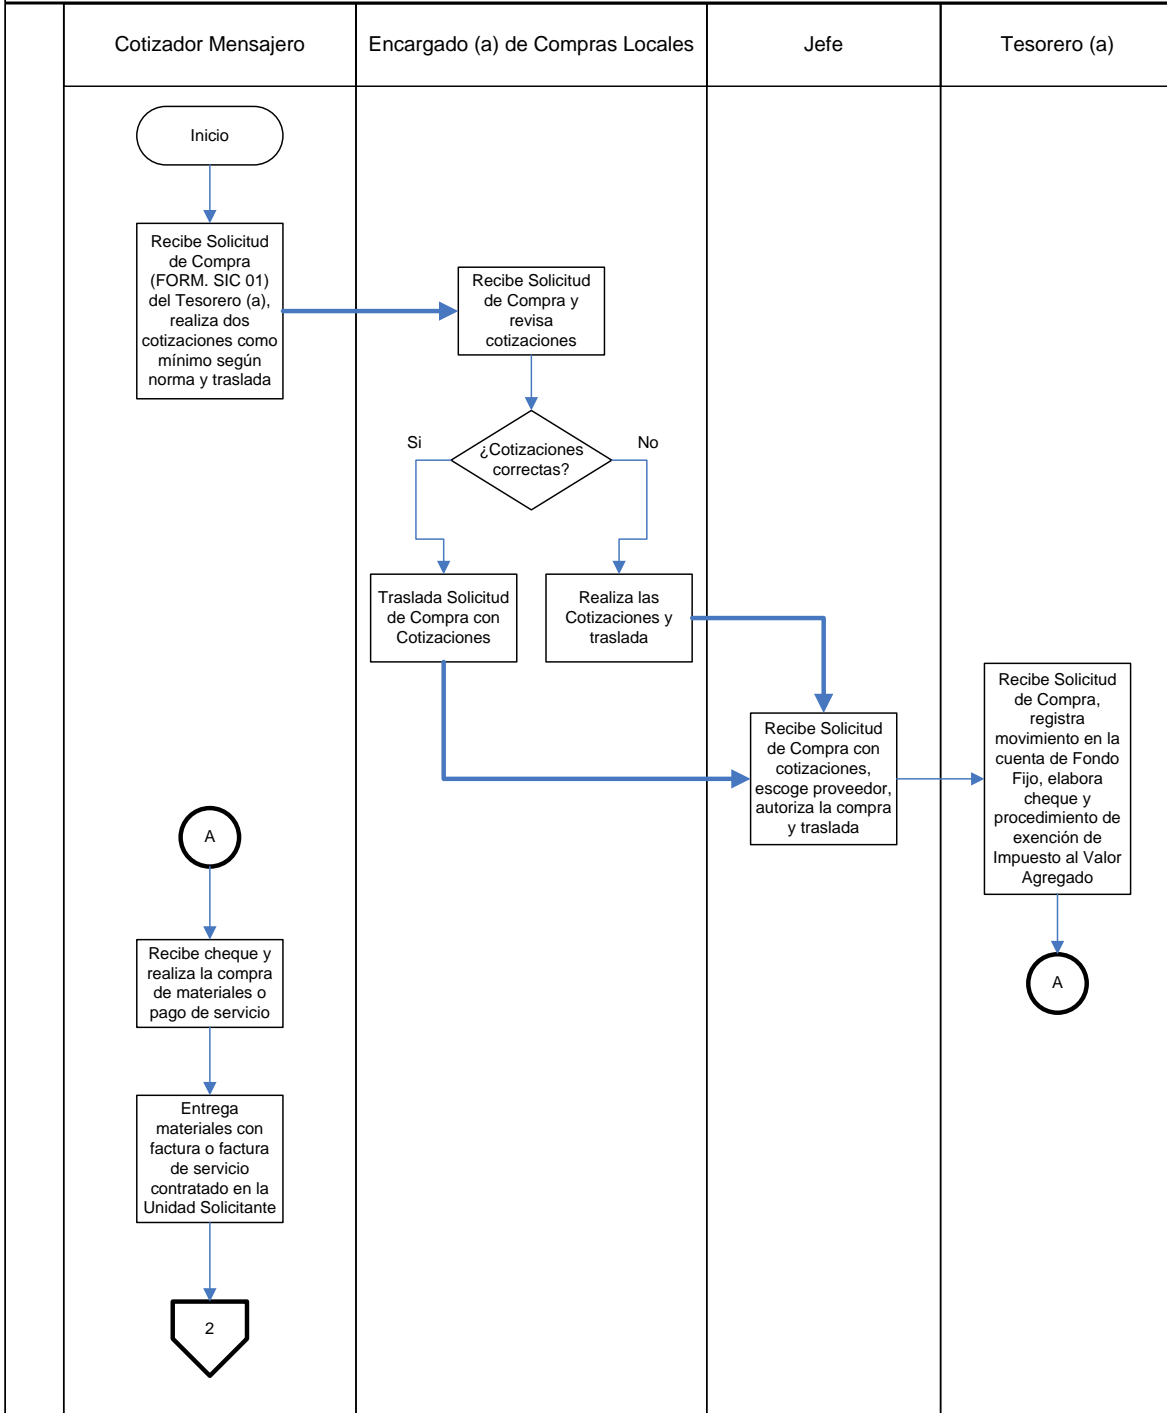 Cotizador Mensajero
Encargado (a) de Compras Locales
Jefe
Tesorero (a)
Inicio
Recibe Solicitud
de Compra
(FORM. SIC 01)
del Tesorero (a),
realiza dos
cotizaciones como
mínimo según
norma y traslada
Recibe Solicitud
de Compra y
revisa
cotizaciones
¿Cotizaciones
correctas?
Si
No
Traslada Solicitud
de Compra con
Cotizaciones
Realiza las
Cotizaciones y
traslada
Recibe Solicitud
de Compra con
cotizaciones,
escoge proveedor,
autoriza la compra
y traslada
Recibe Solicitud
de Compra,
registra
movimiento en la
cuenta de Fondo
Fijo, elabora
cheque y
procedimiento de
exención de
Impuesto al Valor
Agregado
A
A
Recibe cheque y
realiza la compra
de materiales o
pago de servicio
Entrega
materiales con
factura o factura
de servicio
contratado en la
Unidad Solicitante
2